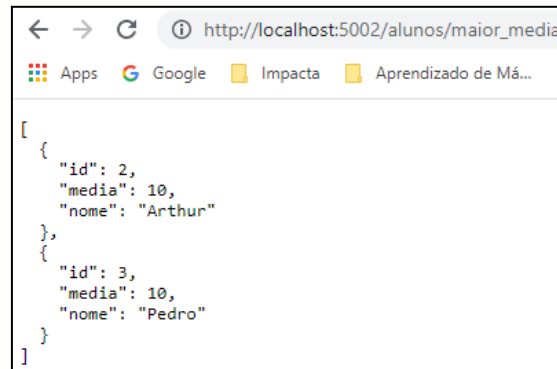 http://localhost:5002/alunos/maior_media
Apps Google Impacta Aprendizado de Má...
[
  {
    "id": 2,
    "media": 10,
    "nome": "Arthur"
  },
  {
    "id": 3,
    "media": 10,
    "nome": "Pedro"
  }
]